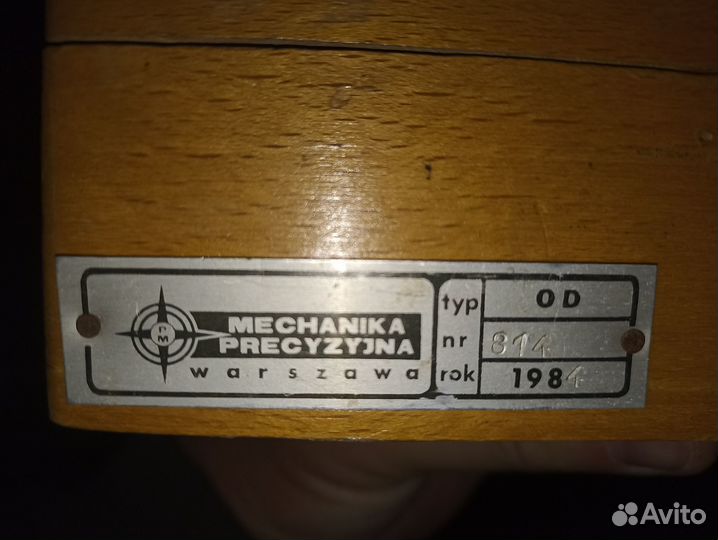 PM
MECHANIKA
PRECYZYJNA
warszawa
typ OD
nr 814
rok 1984
Avito